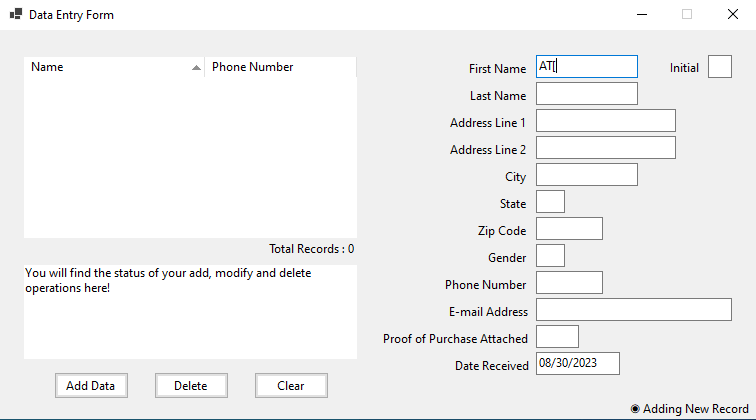 Data Entry Form
Name Phone Number
Total Records : 0
You will find the status of your add, modify and delete
operations here!
Add Data Delete Clear
First Name AT[ Initial
Last Name
Address Line 1
Address Line 2
City
State
Zip Code
Gender
Phone Number
E-mail Address
Proof of Purchase Attached
Date Received 08/30/2023
Adding New Record